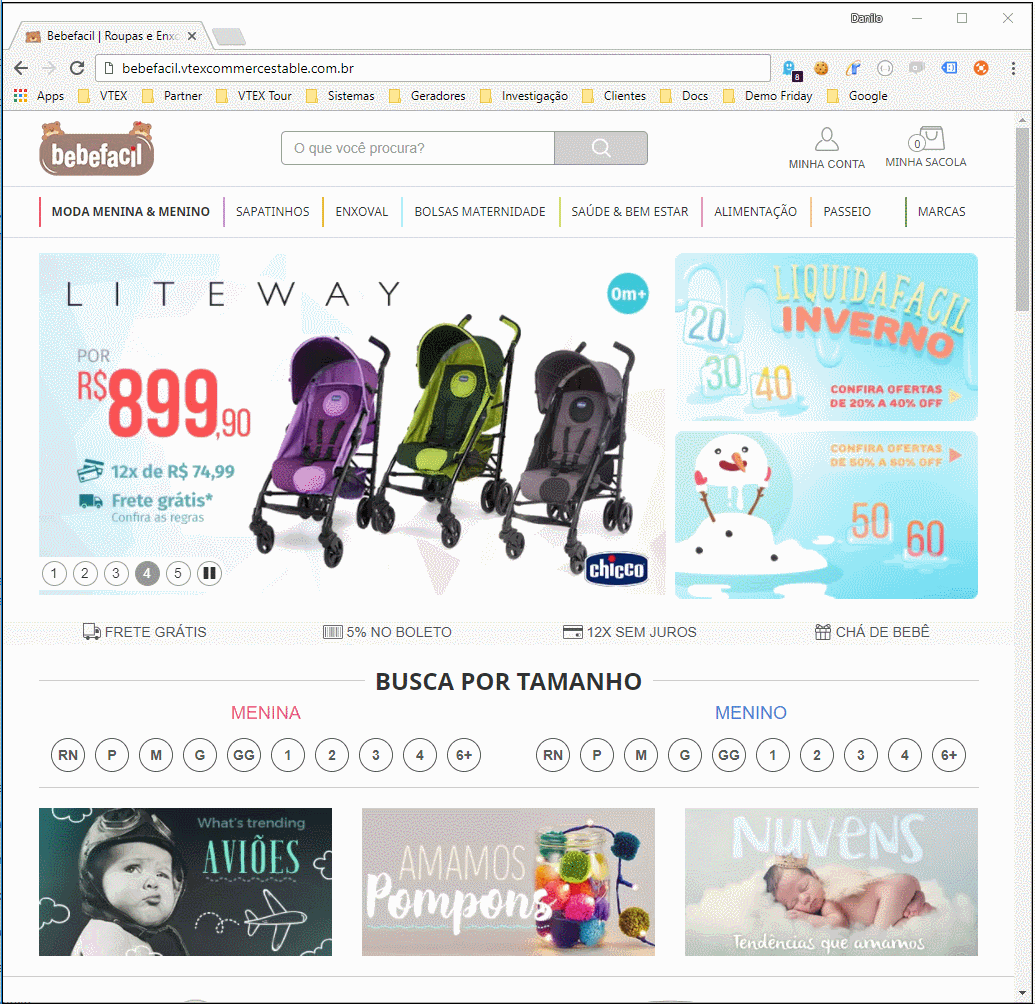 Danilo
Bebefacil | Roupas e Enxo
bebefacil.vtexcommercestable.com.br
8
Apps VTEX Partner VTEX Tour Sistemas Geradores Investigação Clientes Docs Demo Friday Google
bebefacil
O que você procura?
0
MINHA CONTA MINHA SACOLA
MODA MENINA & MENINO SAPATINHOS ENXOVAL BOLSAS MATERNIDADE SAÚDE & BEM ESTAR ALIMENTAÇÃO PASSEIO MARCAS
LITEWAY
0m+
POR
R$899,90
12x de R$ 74,99
Frete grátis*
Confira as regras
chicco
1 2 3 4 5
LIQUIDAFACIL
INVERNO
20
30
40
CONFIRA OFERTAS
DE 20% A 40% OFF
CONFIRA OFERTAS
DE 50% A 60% OFF
50
60
FRETE GRÁTIS 5% NO BOLETO 12X SEM JUROS CHÁ DE BEBÊ
BUSCA POR TAMANHO
MENINA MENINO
RN P M G GG 1 2 3 4 6+ RN P M G GG 1 2 3 4 6+
What's trending
AVIÕES
AMAMOS
Pompons
NUVENS
Tendências que amamos